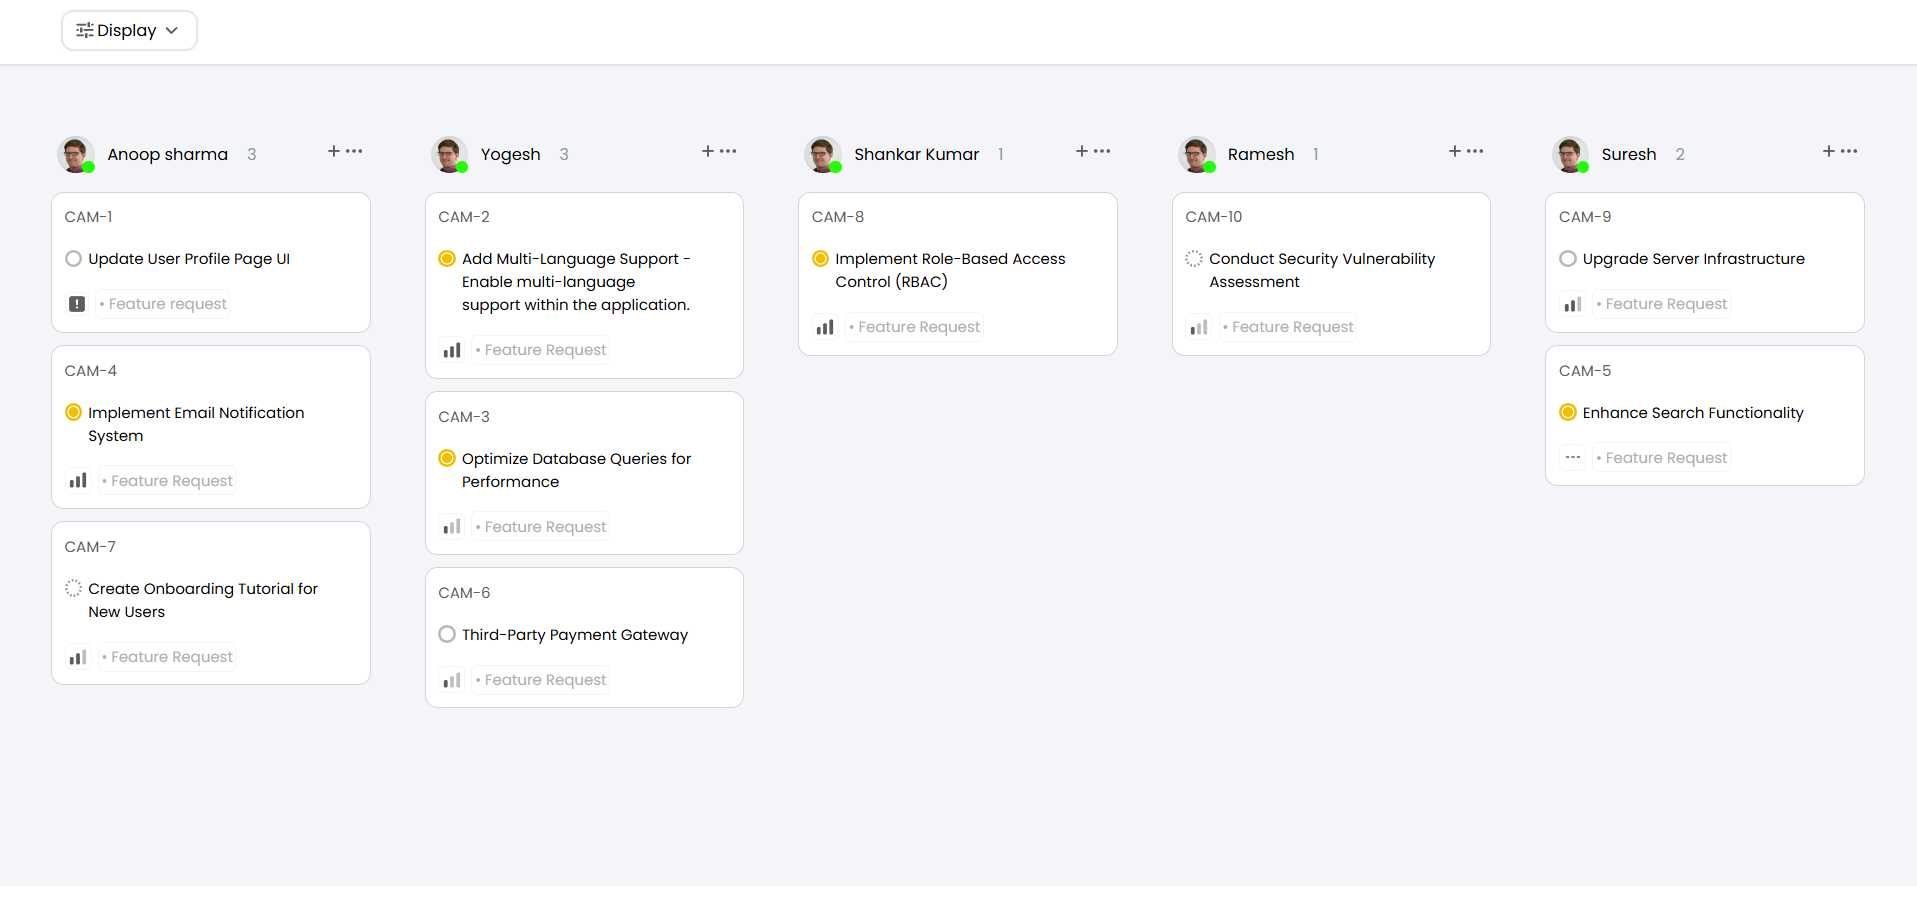 Display
Anoop sharma 3
CAM-1
Update User Profile Page UI
• Feature request
CAM-4
Implement Email Notification
System
• Feature Request
CAM-7
Create Onboarding Tutorial for
New Users
• Feature Request
Yogesh 3
CAM-2
Add Multi-Language Support -
Enable multi-language
support within the application.
• Feature Request
CAM-3
Optimize Database Queries for
Performance
• Feature Request
CAM-6
Third-Party Payment Gateway
• Feature Request
Shankar Kumar 1
CAM-8
Implement Role-Based Access
Control (RBAC)
• Feature Request
Ramesh 1
CAM-10
Conduct Security Vulnerability
Assessment
• Feature Request
Suresh 2
CAM-9
Upgrade Server Infrastructure
• Feature Request
CAM-5
Enhance Search Functionality
• Feature Request